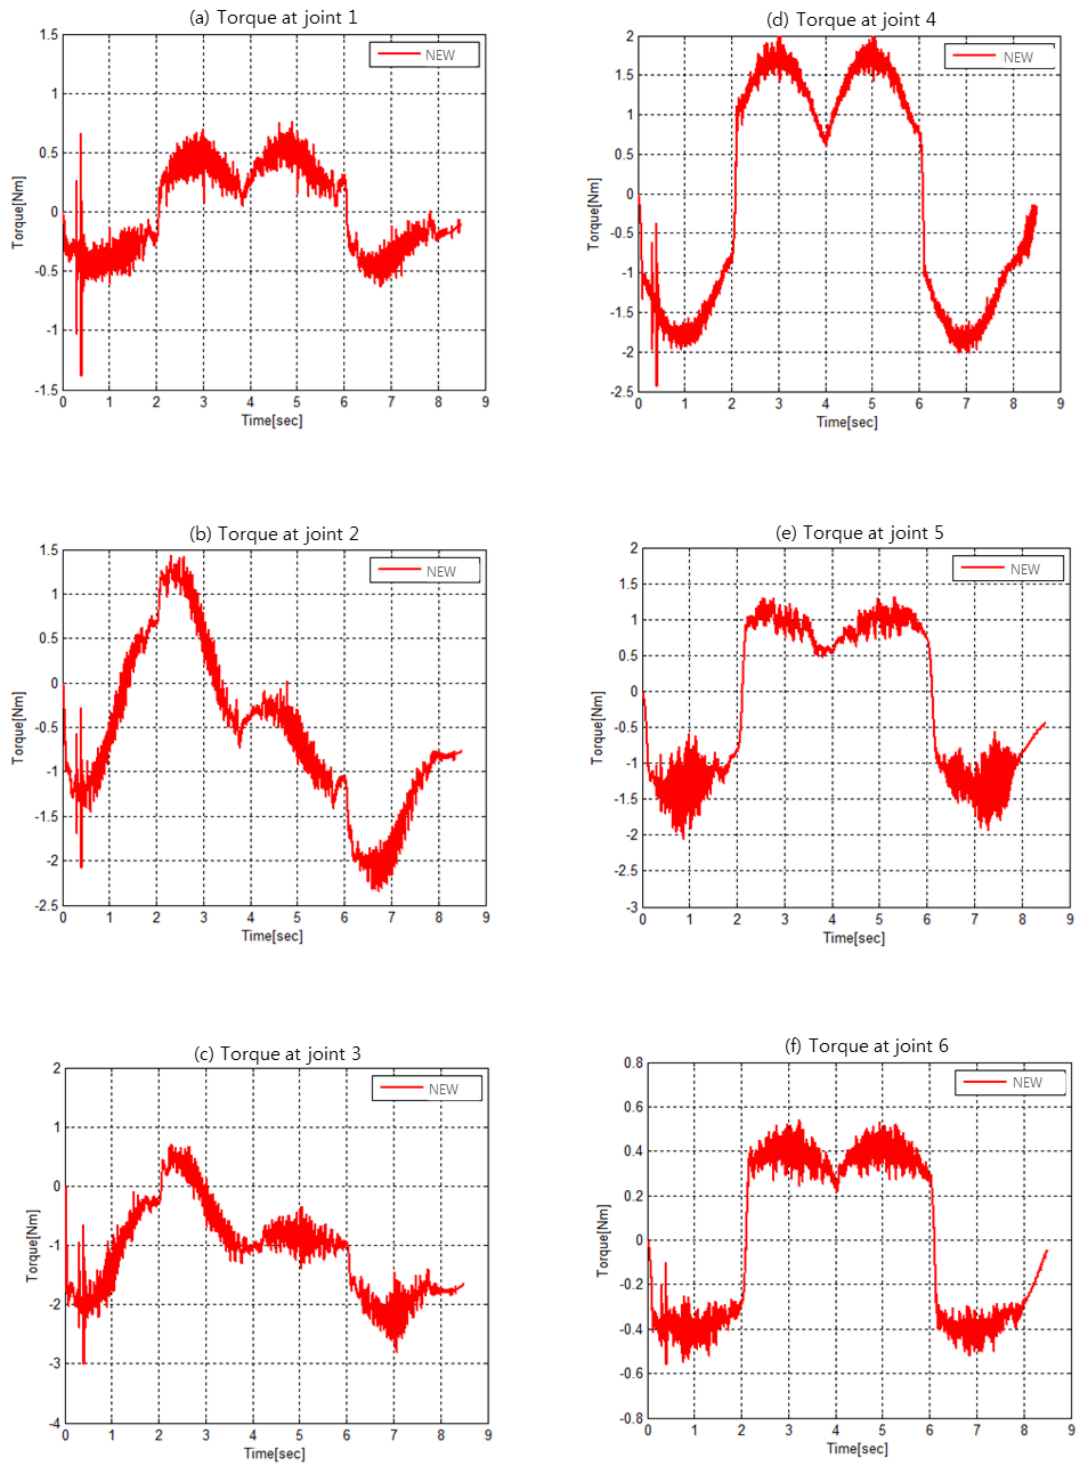 (a) Torque at joint 1
1.5
1
0.5
0
-0.5
-1
-1.5
Torque[Nm]
NEW
0 1 2 3 4 5 6 7 8 9
Time[sec]
(d) Torque at joint 4
2
1.5
1
0.5
0
-0.5
-1
-1.5
-2
-2.5
Torque[Nm]
NEW
0 1 2 3 4 5 6 7 8 9
Time[sec]
(b) Torque at joint 2
1.5
1
0.5
0
-0.5
-1
-1.5
-2
-2.5
Torque[Nm]
NEW
0 1 2 3 4 5 6 7 8 9
Time[sec]
(e) Torque at joint 5
2
1.5
1
0.5
0
-0.5
-1
-1.5
-2
-2.5
-3
Torque[Nm]
NEW
0 1 2 3 4 5 6 7 8 9
Time[sec]
(c) Torque at joint 3
2
1
0
-1
-2
-3
-4
Torque[Nm]
NEW
0 1 2 3 4 5 6 7 8 9
Time[sec]
(f) Torque at joint 6
0.8
0.6
0.4
0.2
0
-0.2
-0.4
-0.6
-0.8
Torque[Nm]
NEW
0 1 2 3 4 5 6 7 8 9
Time[sec]